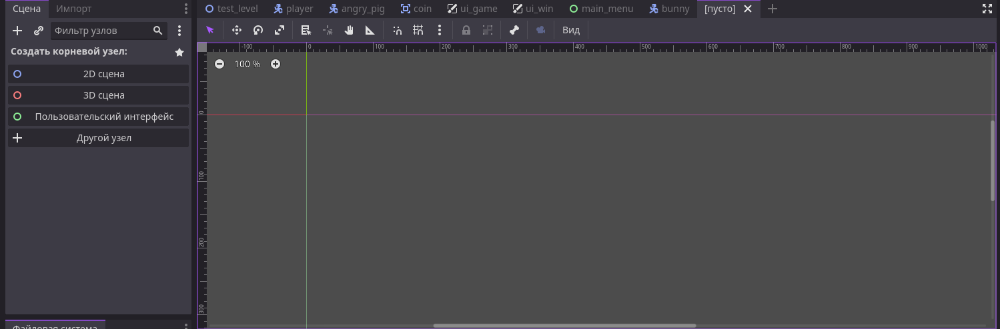 Сцена Импорт
test_level player angry_pig coin ui_game ui_win main_menu bunny [пусто]
Фильтр узлов
Вид
Создать корневой узел:
2D сцена
3D сцена
Пользовательский интерфейс
Другой узел
-100 0 100 200 300 400 500 600 700 800 900 1000
100 %
0
100
200
300
Файловая система